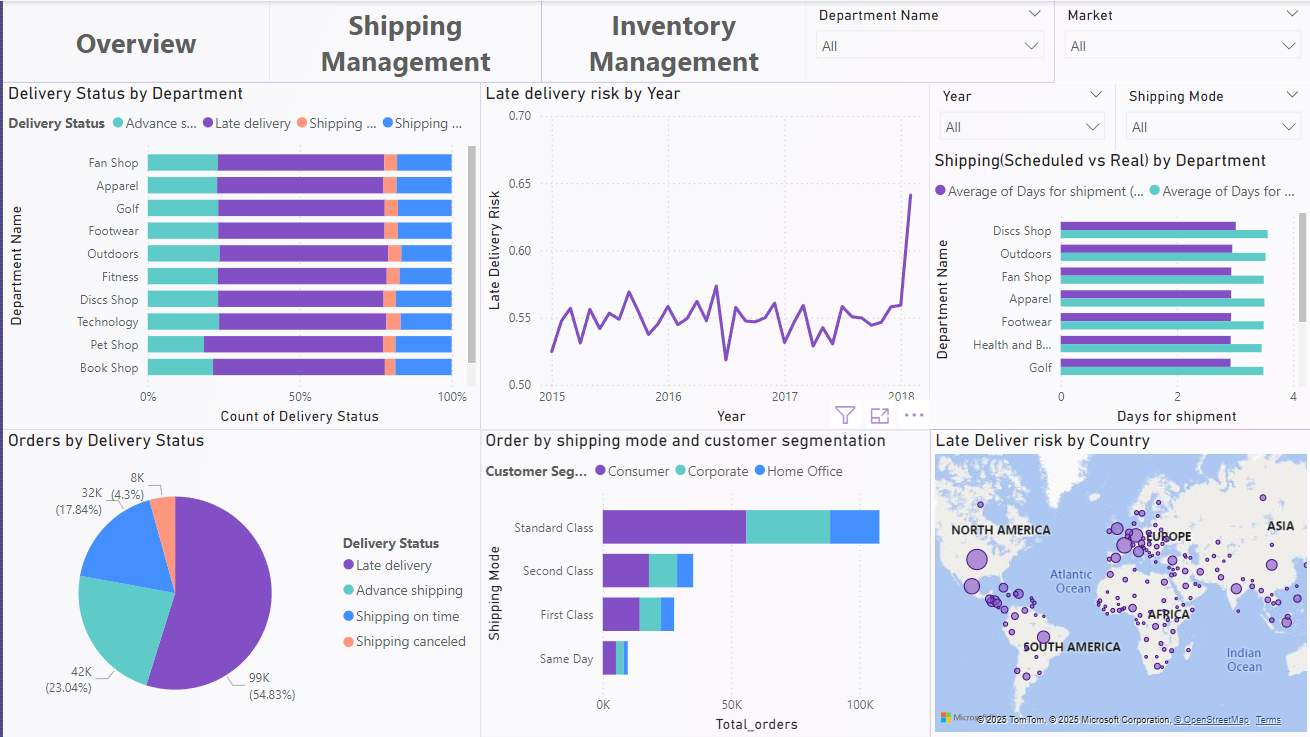 Overview
Shipping
Management
Inventory
Management
Department Name
All
Market
All
Delivery Status by Department
Delivery Status Advance s... Late delivery Shipping ... Shipping ...
Department Name
Fan Shop
Apparel
Golf
Footwear
Outdoors
Fitness
Discs Shop
Technology
Pet Shop
Book Shop
0% 50% 100%
Count of Delivery Status
Late delivery risk by Year
Late Delivery Risk
0.70
0.65
0.60
0.55
0.50
2015 2016 2017 2018
Year
Year
All
Shipping Mode
All
Shipping(Scheduled vs Real) by Department
Average of Days for shipment (... Average of Days for ...
Department Name
Discs Shop
Outdoors
Fan Shop
Apparel
Footwear
Health and B...
Golf
0 2 4
Days for shipment
Orders by Delivery Status
8K
(4.3%)
32K
(17.84%)
42K
(23.04%)
99K
(54.83%)
Delivery Status
Late delivery
Advance shipping
Shipping on time
Shipping canceled
Order by shipping mode and customer segmentation
Customer Seg... Consumer Corporate Home Office
Shipping Mode
Standard Class
Second Class
First Class
Same Day
0K 50K 100K
Total_orders
Late Deliver risk by Country
NORTH AMERICA
EUROPE
ASIA
Atlantic
Ocean
AFRICA
SOUTH AMERICA
Indian
Ocean
© 2025 TomTom, © 2025 Microsoft Corporation, © OpenStreetMap Terms